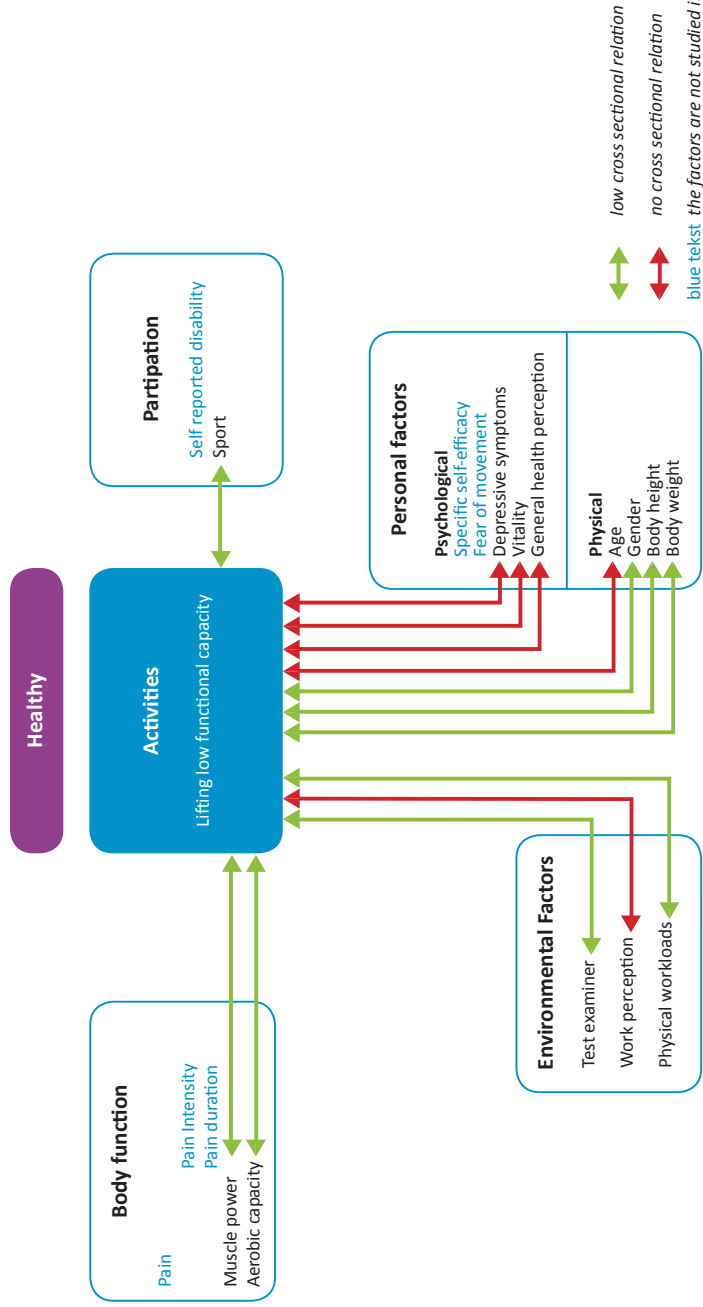 Healthy
Body function
Pain
Pain Intensity
Pain duration
Muscle power
Aerobic capacity
Activities
Lifting low functional capacity
Partipation
Self reported disability
Sport
Environmental Factors
Test examiner
Work perception
Physical workloads
Personal factors
Psychological
Specific self-efficacy
Fear of movement
Depressive symptoms
Vitality
General health perception
Physical
Age
Gender
Body height
Body weight
low cross sectional relation
no cross sectional relation
blue tekst the factors are not studied